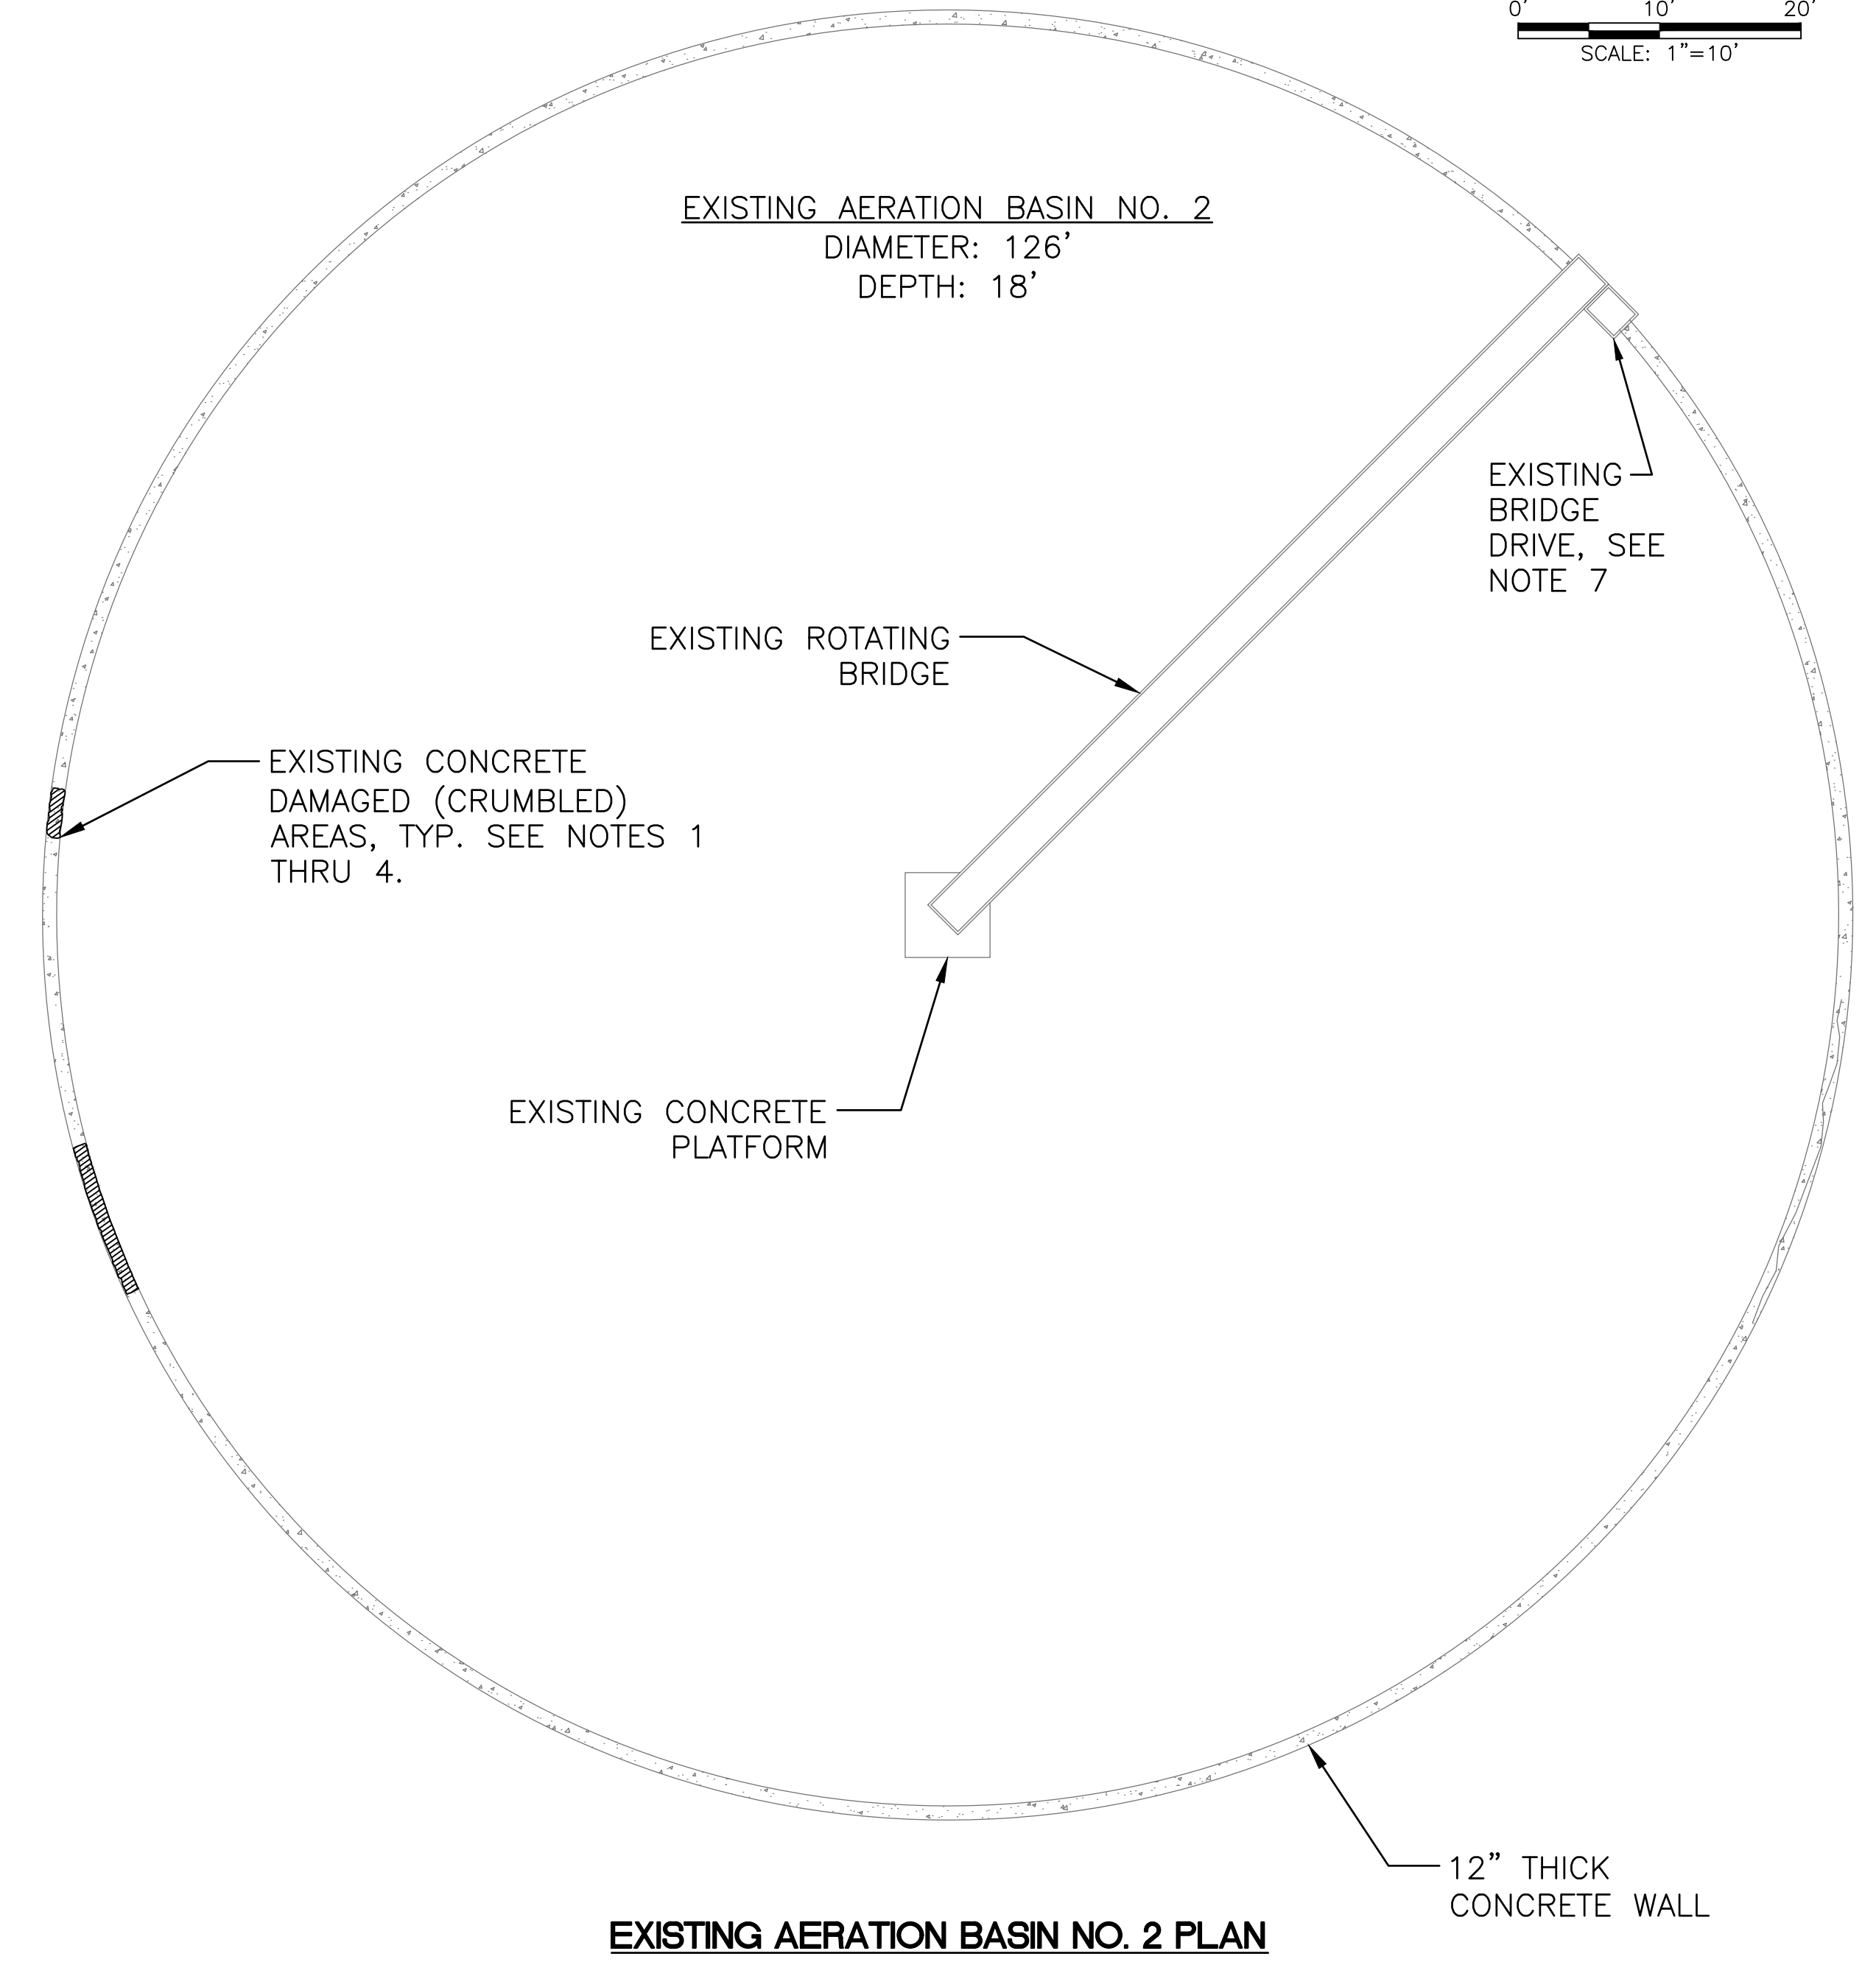 0' 10' 20'
SCALE: 1"=10'
EXISTING AERATION BASIN NO. 2
DIAMETER: 126'
DEPTH: 18'
EXISTING
BRIDGE
DRIVE, SEE
NOTE 7
EXISTING ROTATING
BRIDGE
EXISTING CONCRETE
DAMAGED (CRUMBLED)
AREAS, TYP. SEE NOTES 1
THRU 4.
EXISTING CONCRETE
PLATFORM
12" THICK
CONCRETE WALL
EXISTING AERATION BASIN NO. 2 PLAN